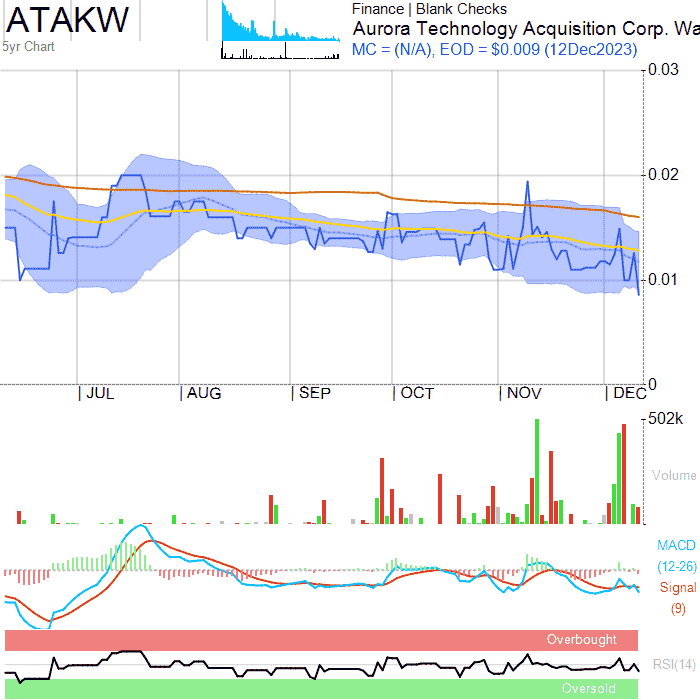 ATAKW
5yr Chart
Finance | Blank Checks
Aurora Technology Acquisition Corp. Wa
MC = (N/A), EOD = $0.009 (12Dec2023)
0.03
0.02
0.01
0
JUL AUG SEP OCT NOV DEC
502k
Volume
MACD
(12-26)
Signal
(9)
Overbought
RSI(14)
Oversold